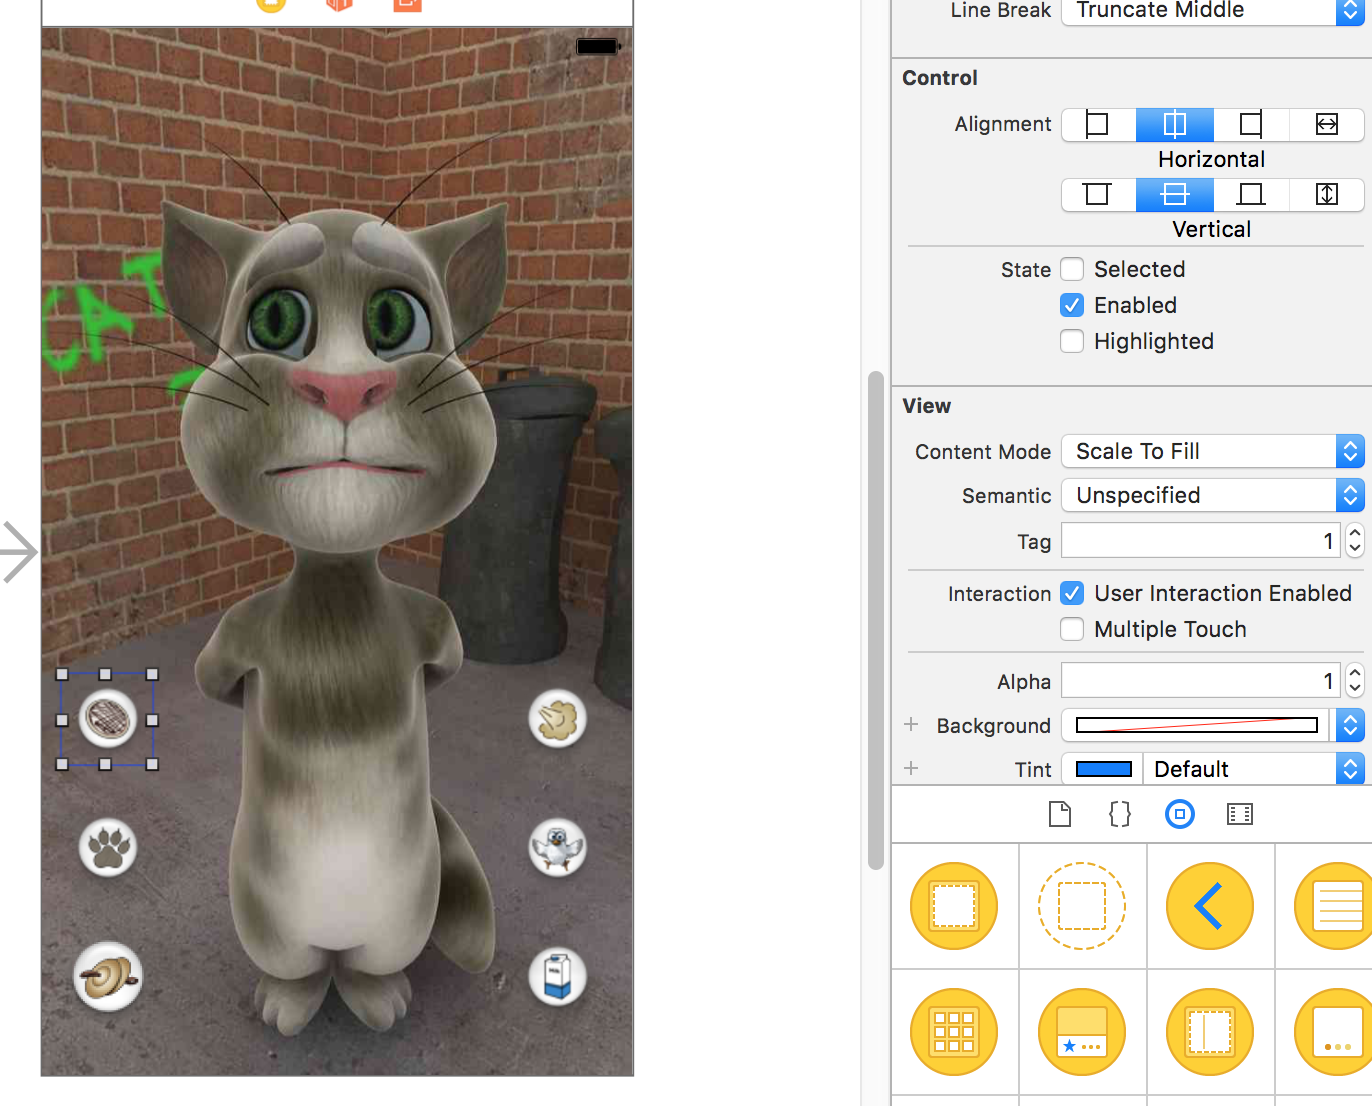 Line Break Truncate Middle
Control
Alignment
Horizontal
Vertical
State Selected
Enabled
Highlighted
View
Content Mode Scale To Fill
Semantic Unspecified
Tag 1
Interaction User Interaction Enabled
Multiple Touch
Alpha 1
Background
Tint Default
CAT